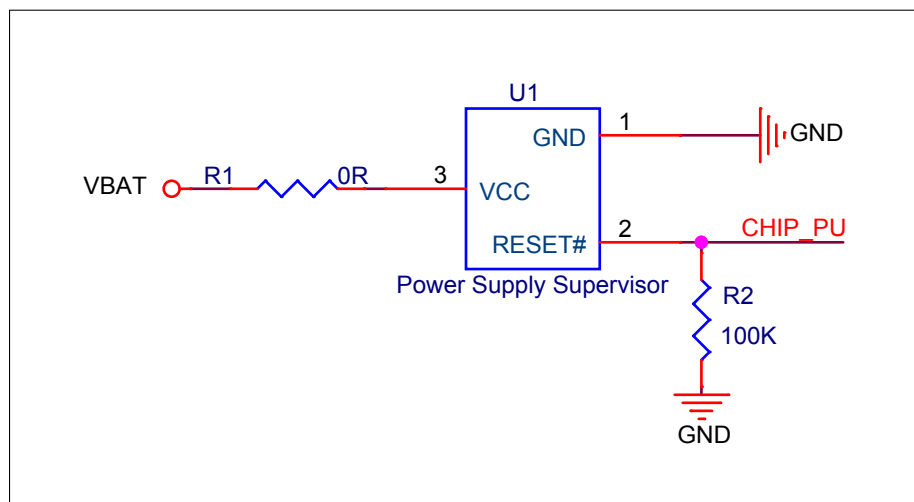 U1
GND 1 GND
VBAT R1 0R 3 VCC
RESET# 2 CHIP_PU
Power Supply Supervisor
R2
100K
GND